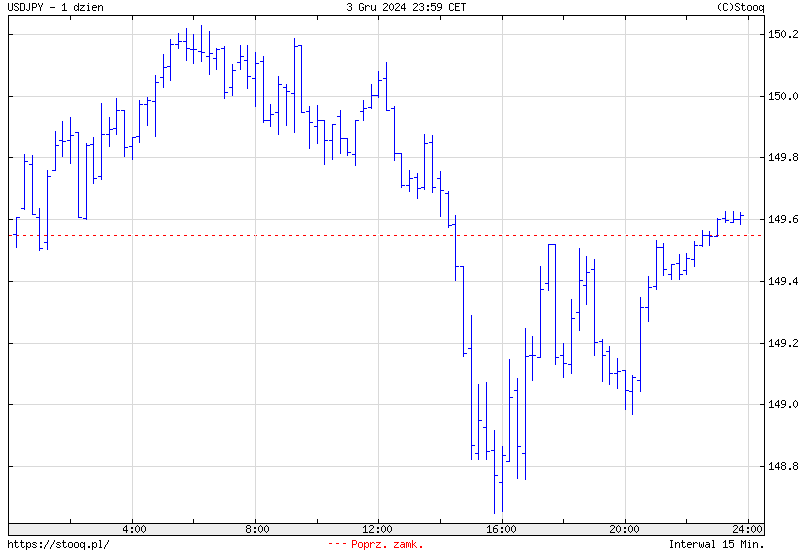 USDJPY - 1 dzien 3 Gru 2024 23:59 CET (C)Stooq
150.2
150.0
149.8
149.6
149.4
149.2
149.0
148.8
4:00 8:00 12:00 16:00 20:00 24:00
https://stooq.pl/ --- Poprz. zamk. Interwal 15 Min.